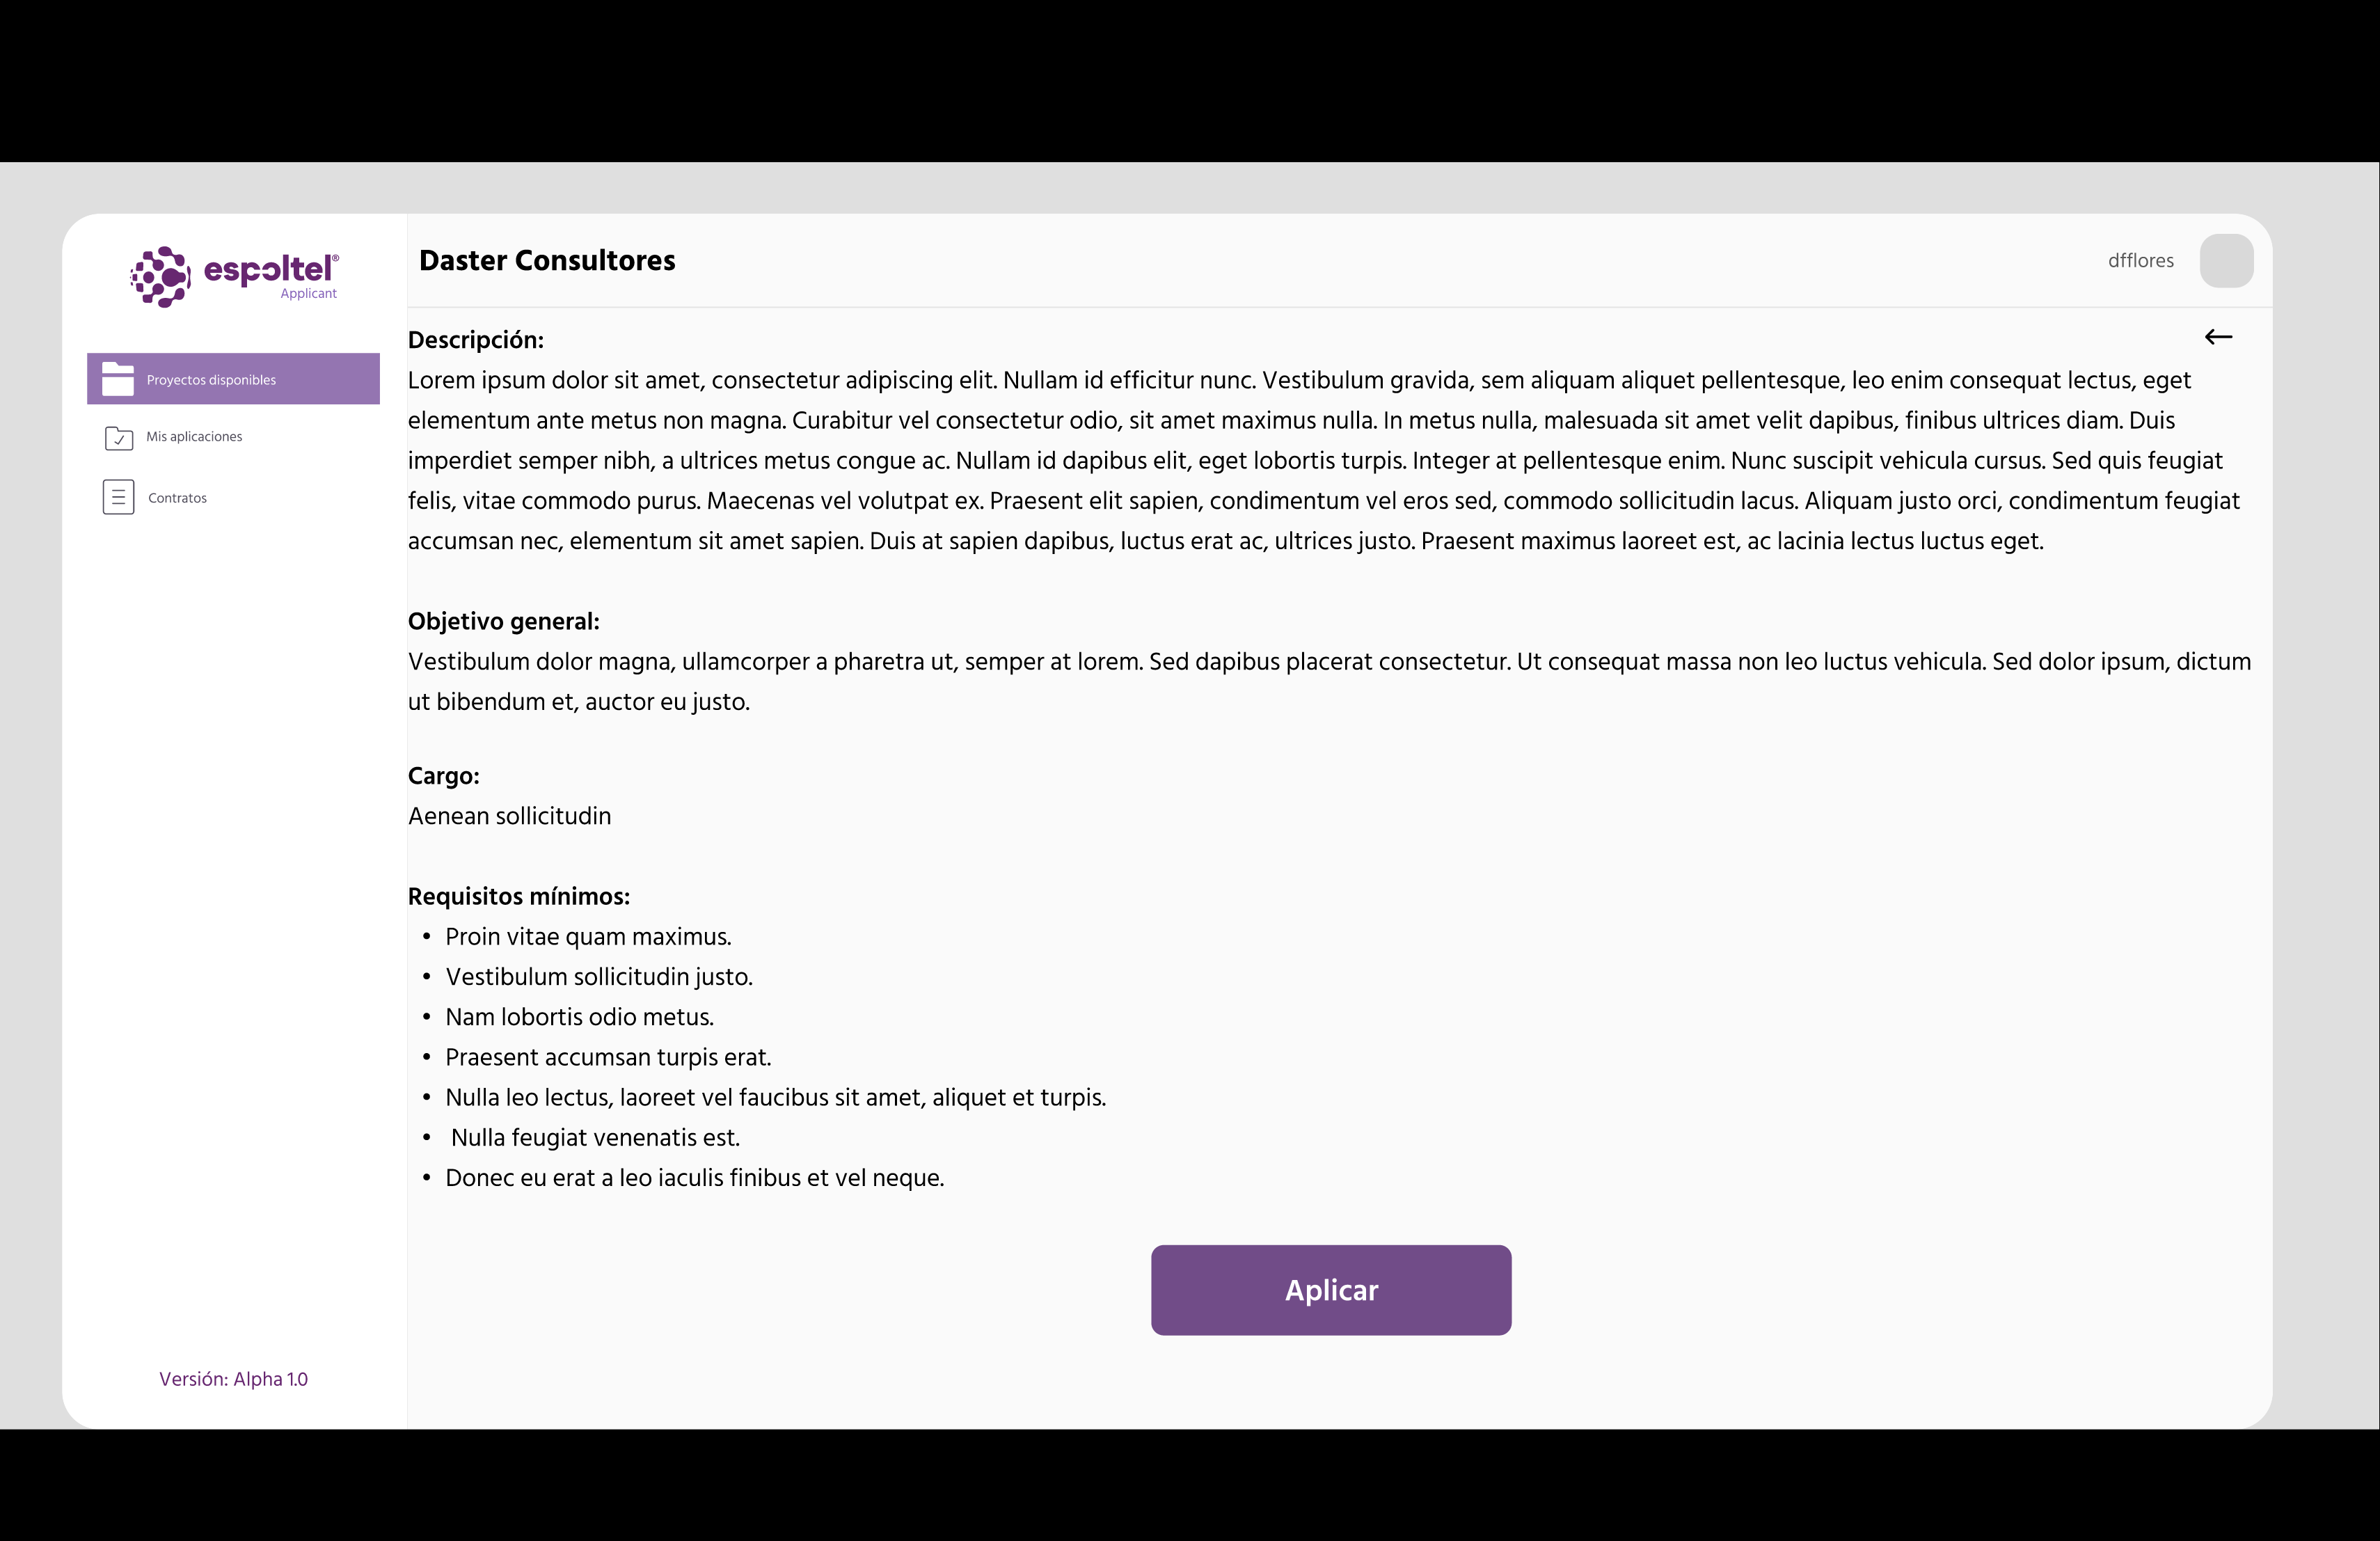 espoltel®
Applicant
Proyectos disponibles
Mis aplicaciones
Contratos
Versión: Alpha 1.0
Daster Consultores
dfflores
Descripción:
Lorem ipsum dolor sit amet, consectetur adipiscing elit. Nullam id efficitur nunc. Vestibulum gravida, sem aliquam aliquet pellentesque, leo enim consequat lectus, eget
elementum ante metus non magna. Curabitur vel consectetur odio, sit amet maximus nulla. In metus nulla, malesuada sit amet velit dapibus, finibus ultrices diam. Duis
imperdiet semper nibh, a ultrices metus congue ac. Nullam id dapibus elit, eget lobortis turpis. Integer at pellentesque enim. Nunc suscipit vehicula cursus. Sed quis feugiat
felis, vitae commodo purus. Maecenas vel volutpat ex. Praesent elit sapien, condimentum vel eros sed, commodo sollicitudin lacus. Aliquam justo orci, condimentum feugiat
accumsan nec, elementum sit amet sapien. Duis at sapien dapibus, luctus erat ac, ultrices justo. Praesent maximus laoreet est, ac lacinia lectus luctus eget.
Objetivo general:
Vestibulum dolor magna, ullamcorper a pharetra ut, semper at lorem. Sed dapibus placerat consectetur. Ut consequat massa non leo luctus vehicula. Sed dolor ipsum, dictum
ut bibendum et, auctor eu justo.
Cargo:
Aenean sollicitudin
Requisitos mínimos:
• Proin vitae quam maximus.
• Vestibulum sollicitudin justo.
• Nam lobortis odio metus.
• Praesent accumsan turpis erat.
• Nulla leo lectus, laoreet vel faucibus sit amet, aliquet et turpis.
• Nulla feugiat venenatis est.
• Donec eu erat a leo iaculis finibus et vel neque.
Aplicar